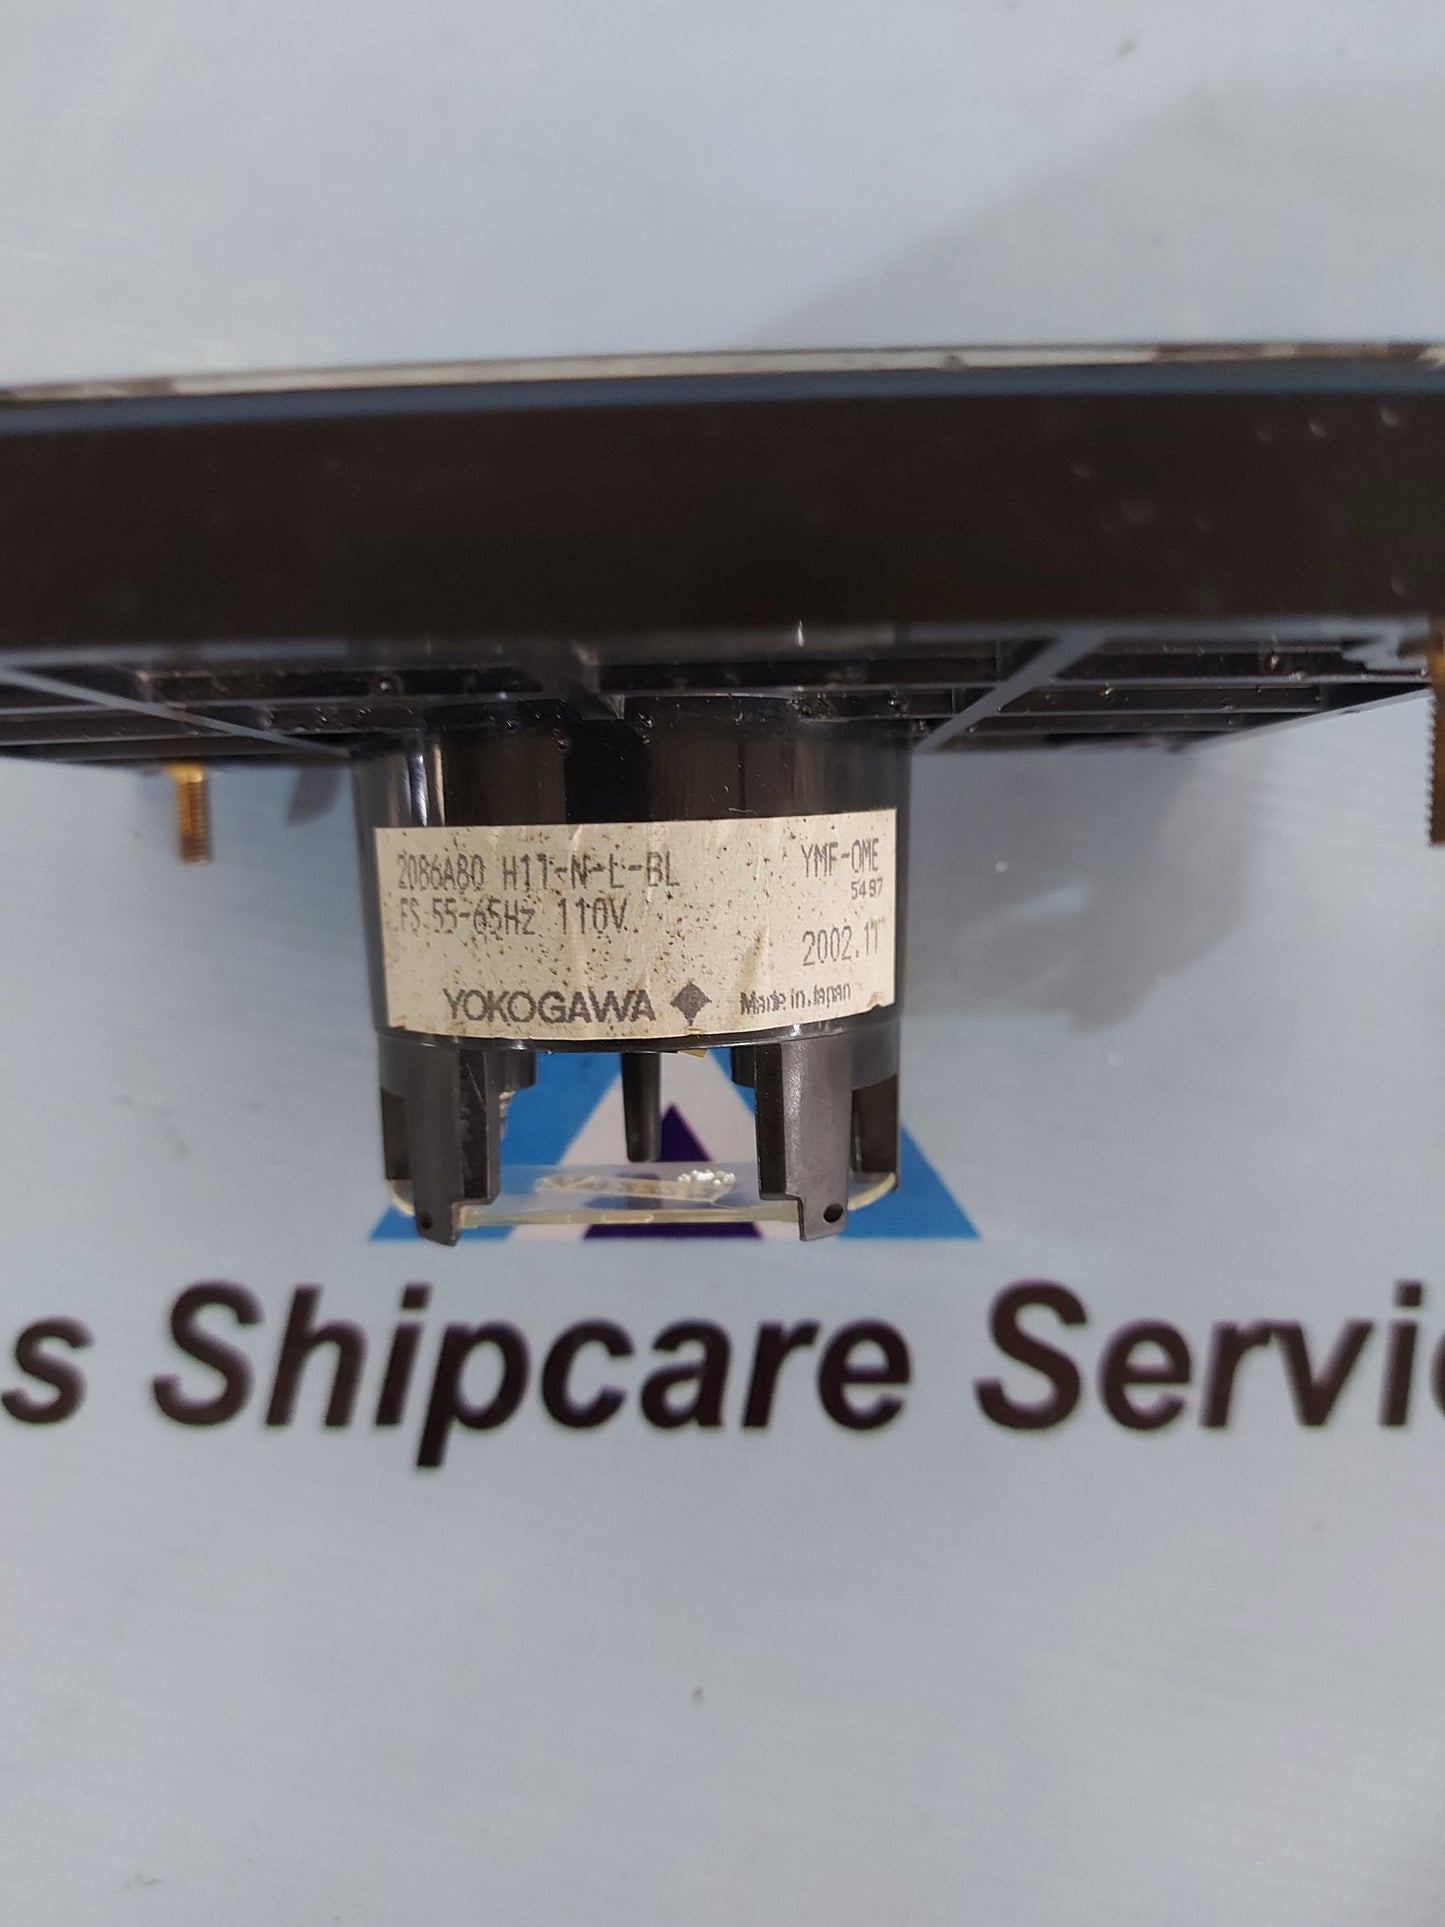 2086A80 H11-N-L-BL YMF-OME
5497
FS 55-65Hz 110V
2002.11
YOKOGAWA Made in Japan
s Shipcare Servi